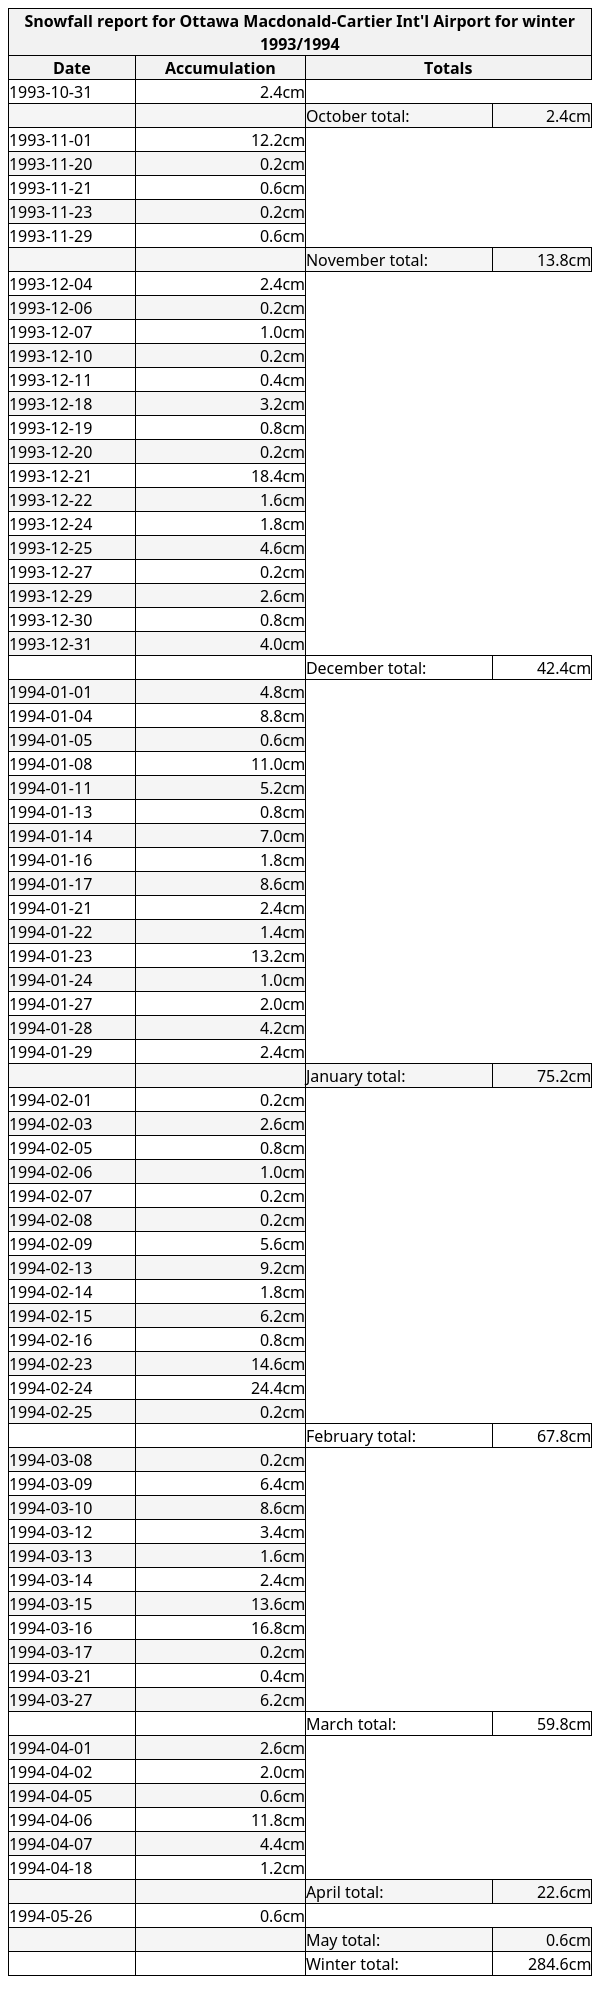 Snowfall report for Ottawa Macdonald-Cartier Int'l Airport for winter
1993/1994
Date Accumulation Totals
1993-10-31 2.4cm
October total: 2.4cm
1993-11-01 12.2cm
1993-11-20 0.2cm
1993-11-21 0.6cm
1993-11-23 0.2cm
1993-11-29 0.6cm
November total: 13.8cm
1993-12-04 2.4cm
1993-12-06 0.2cm
1993-12-07 1.0cm
1993-12-10 0.2cm
1993-12-11 0.4cm
1993-12-18 3.2cm
1993-12-19 0.8cm
1993-12-20 0.2cm
1993-12-21 18.4cm
1993-12-22 1.6cm
1993-12-24 1.8cm
1993-12-25 4.6cm
1993-12-27 0.2cm
1993-12-29 2.6cm
1993-12-30 0.8cm
1993-12-31 4.0cm
December total: 42.4cm
1994-01-01 4.8cm
1994-01-04 8.8cm
1994-01-05 0.6cm
1994-01-08 11.0cm
1994-01-11 5.2cm
1994-01-13 0.8cm
1994-01-14 7.0cm
1994-01-16 1.8cm
1994-01-17 8.6cm
1994-01-21 2.4cm
1994-01-22 1.4cm
1994-01-23 13.2cm
1994-01-24 1.0cm
1994-01-27 2.0cm
1994-01-28 4.2cm
1994-01-29 2.4cm
January total: 75.2cm
1994-02-01 0.2cm
1994-02-03 2.6cm
1994-02-05 0.8cm
1994-02-06 1.0cm
1994-02-07 0.2cm
1994-02-08 0.2cm
1994-02-09 5.6cm
1994-02-13 9.2cm
1994-02-14 1.8cm
1994-02-15 6.2cm
1994-02-16 0.8cm
1994-02-23 14.6cm
1994-02-24 24.4cm
1994-02-25 0.2cm
February total: 67.8cm
1994-03-08 0.2cm
1994-03-09 6.4cm
1994-03-10 8.6cm
1994-03-12 3.4cm
1994-03-13 1.6cm
1994-03-14 2.4cm
1994-03-15 13.6cm
1994-03-16 16.8cm
1994-03-17 0.2cm
1994-03-21 0.4cm
1994-03-27 6.2cm
March total: 59.8cm
1994-04-01 2.6cm
1994-04-02 2.0cm
1994-04-05 0.6cm
1994-04-06 11.8cm
1994-04-07 4.4cm
1994-04-18 1.2cm
April total: 22.6cm
1994-05-26 0.6cm
May total: 0.6cm
Winter total: 284.6cm